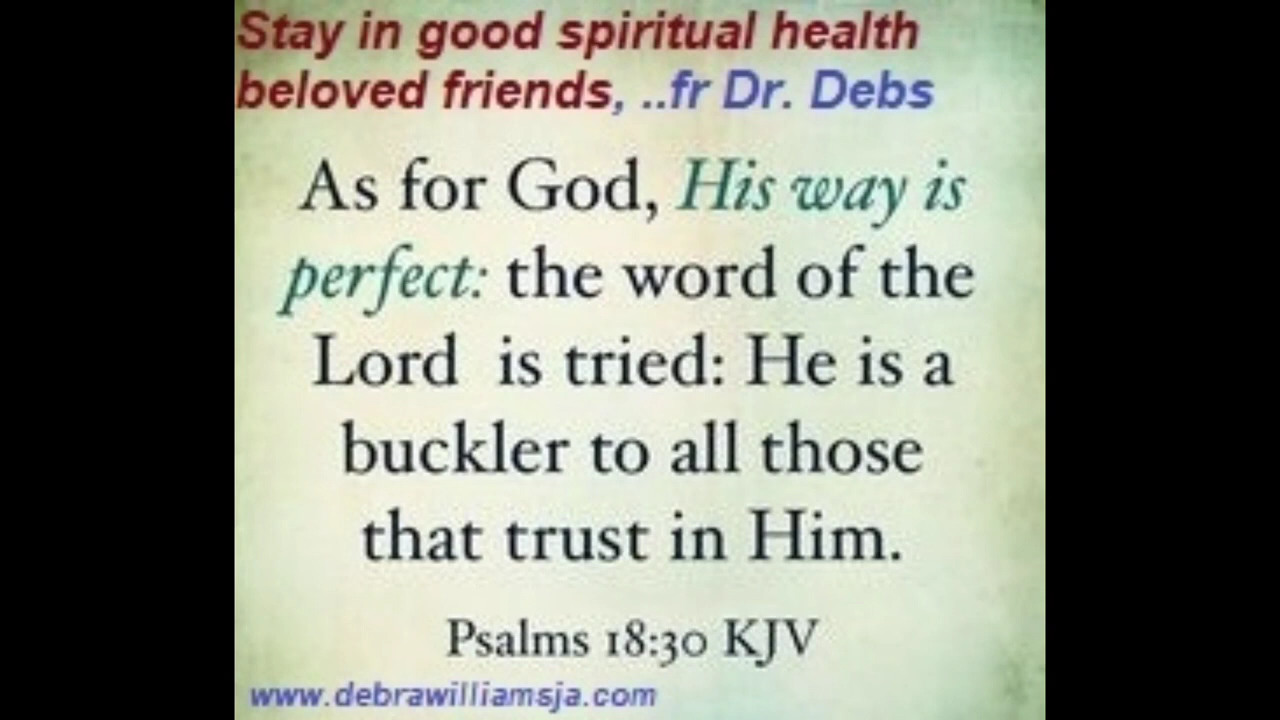 Stay in good spiritual health
beloved friends, ..fr Dr. Debs
As for God, His way is
perfect: the word of the
Lord is tried: He is a
buckler to all those
that trust in Him.
Psalms 18:30 KJV
www.debrawilliamsja.com